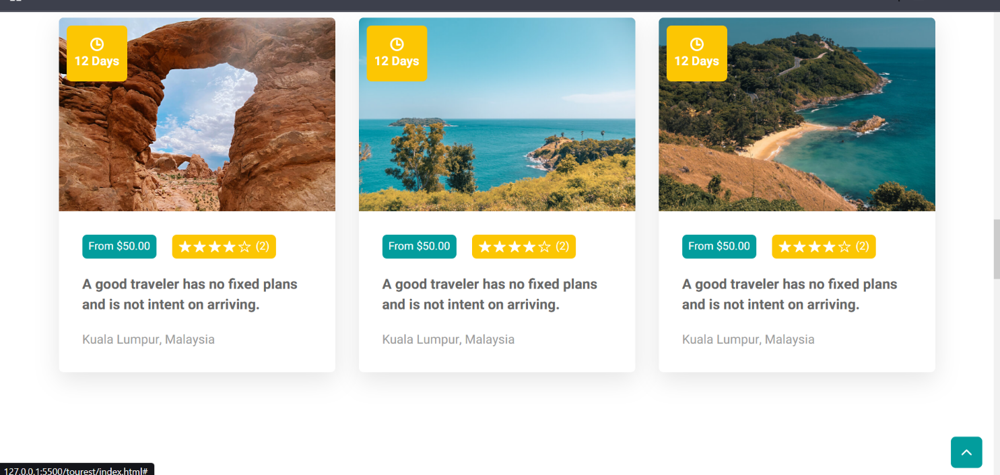 12 Days
12 Days
12 Days
From $50.00 ★★★★☆ (2)
From $50.00 ★★★★☆ (2)
From $50.00 ★★★★☆ (2)
A good traveler has no fixed plans
and is not intent on arriving.
A good traveler has no fixed plans
and is not intent on arriving.
A good traveler has no fixed plans
and is not intent on arriving.
Kuala Lumpur, Malaysia
Kuala Lumpur, Malaysia
Kuala Lumpur, Malaysia
127.0.0.1:5500/tourest/index.html#